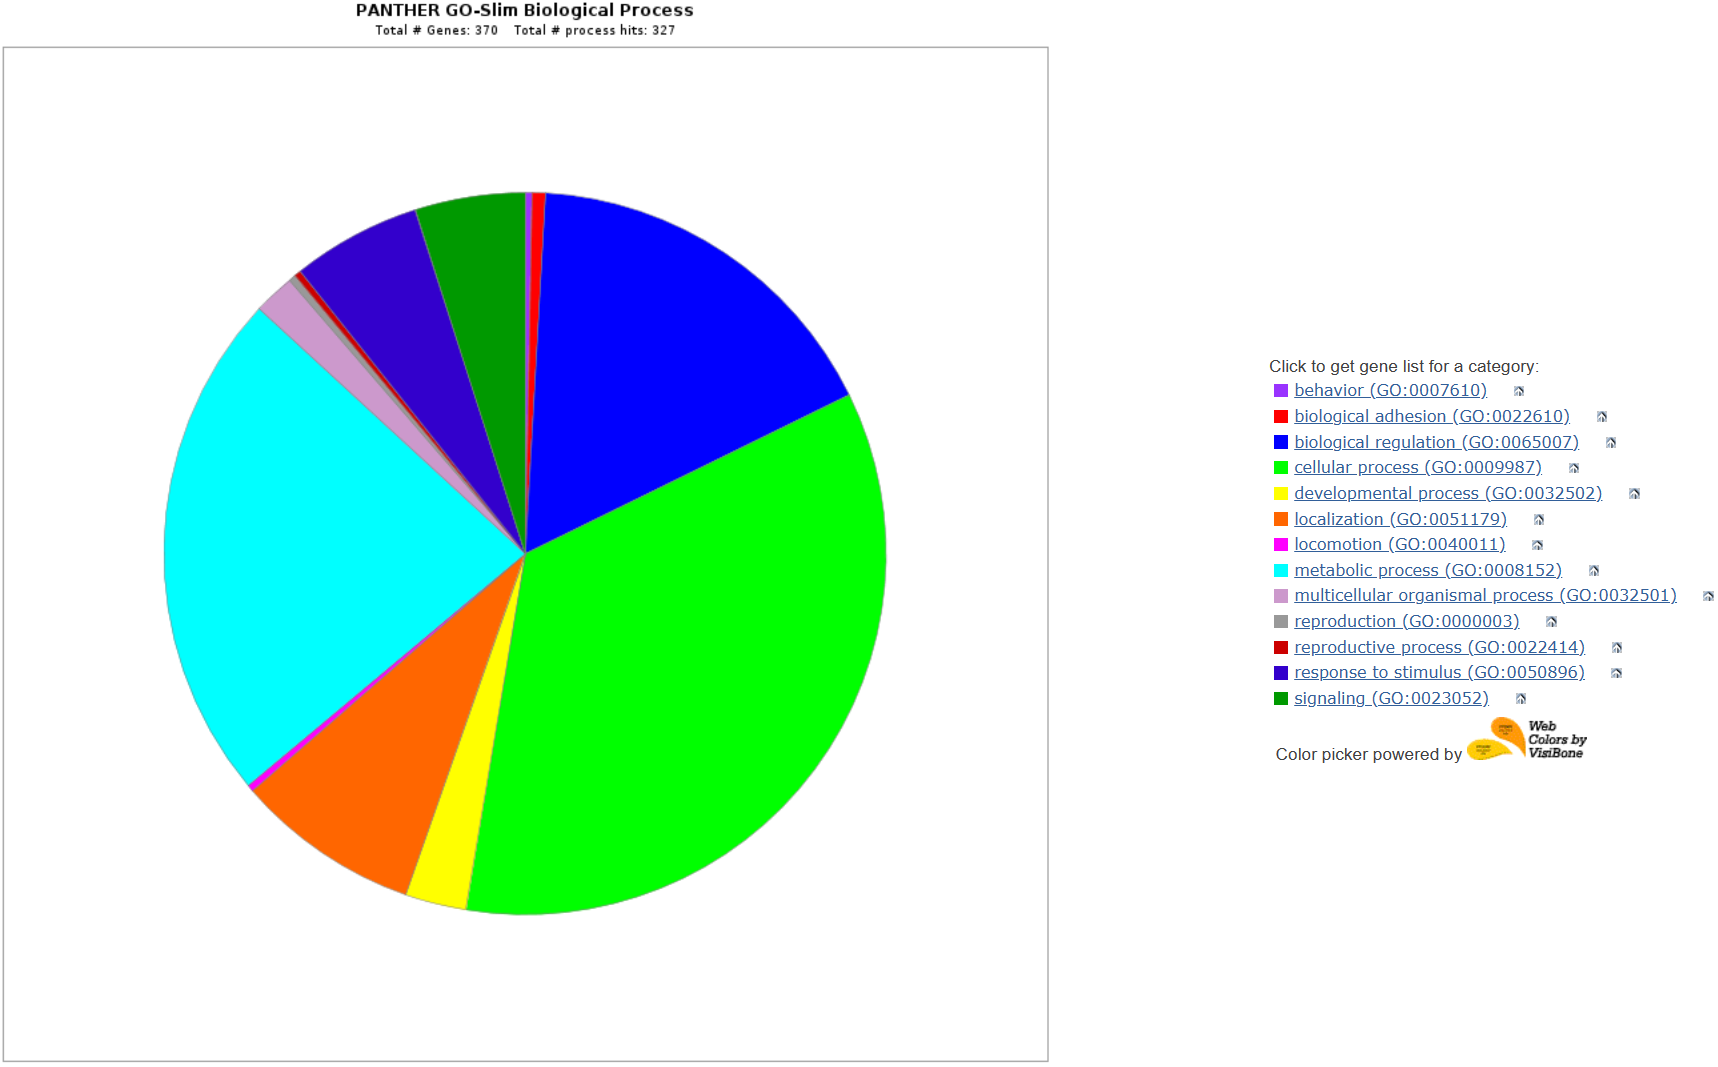 PANTHER GO-Slim Biological Process
Total # Genes: 370 Total # process hits: 327
Click to get gene list for a category:
behavior (GO:0007610)
biological adhesion (GO:0022610)
biological regulation (GO:0065007)
cellular process (GO:0009987)
developmental process (GO:0032502)
localization (GO:0051179)
locomotion (GO:0040011)
metabolic process (GO:0008152)
multicellular organismal process (GO:0032501)
reproduction (GO:0000003)
reproductive process (GO:0022414)
response to stimulus (GO:0050896)
signaling (GO:0023052)
Color picker powered by
Web
Colors by
VisiBone